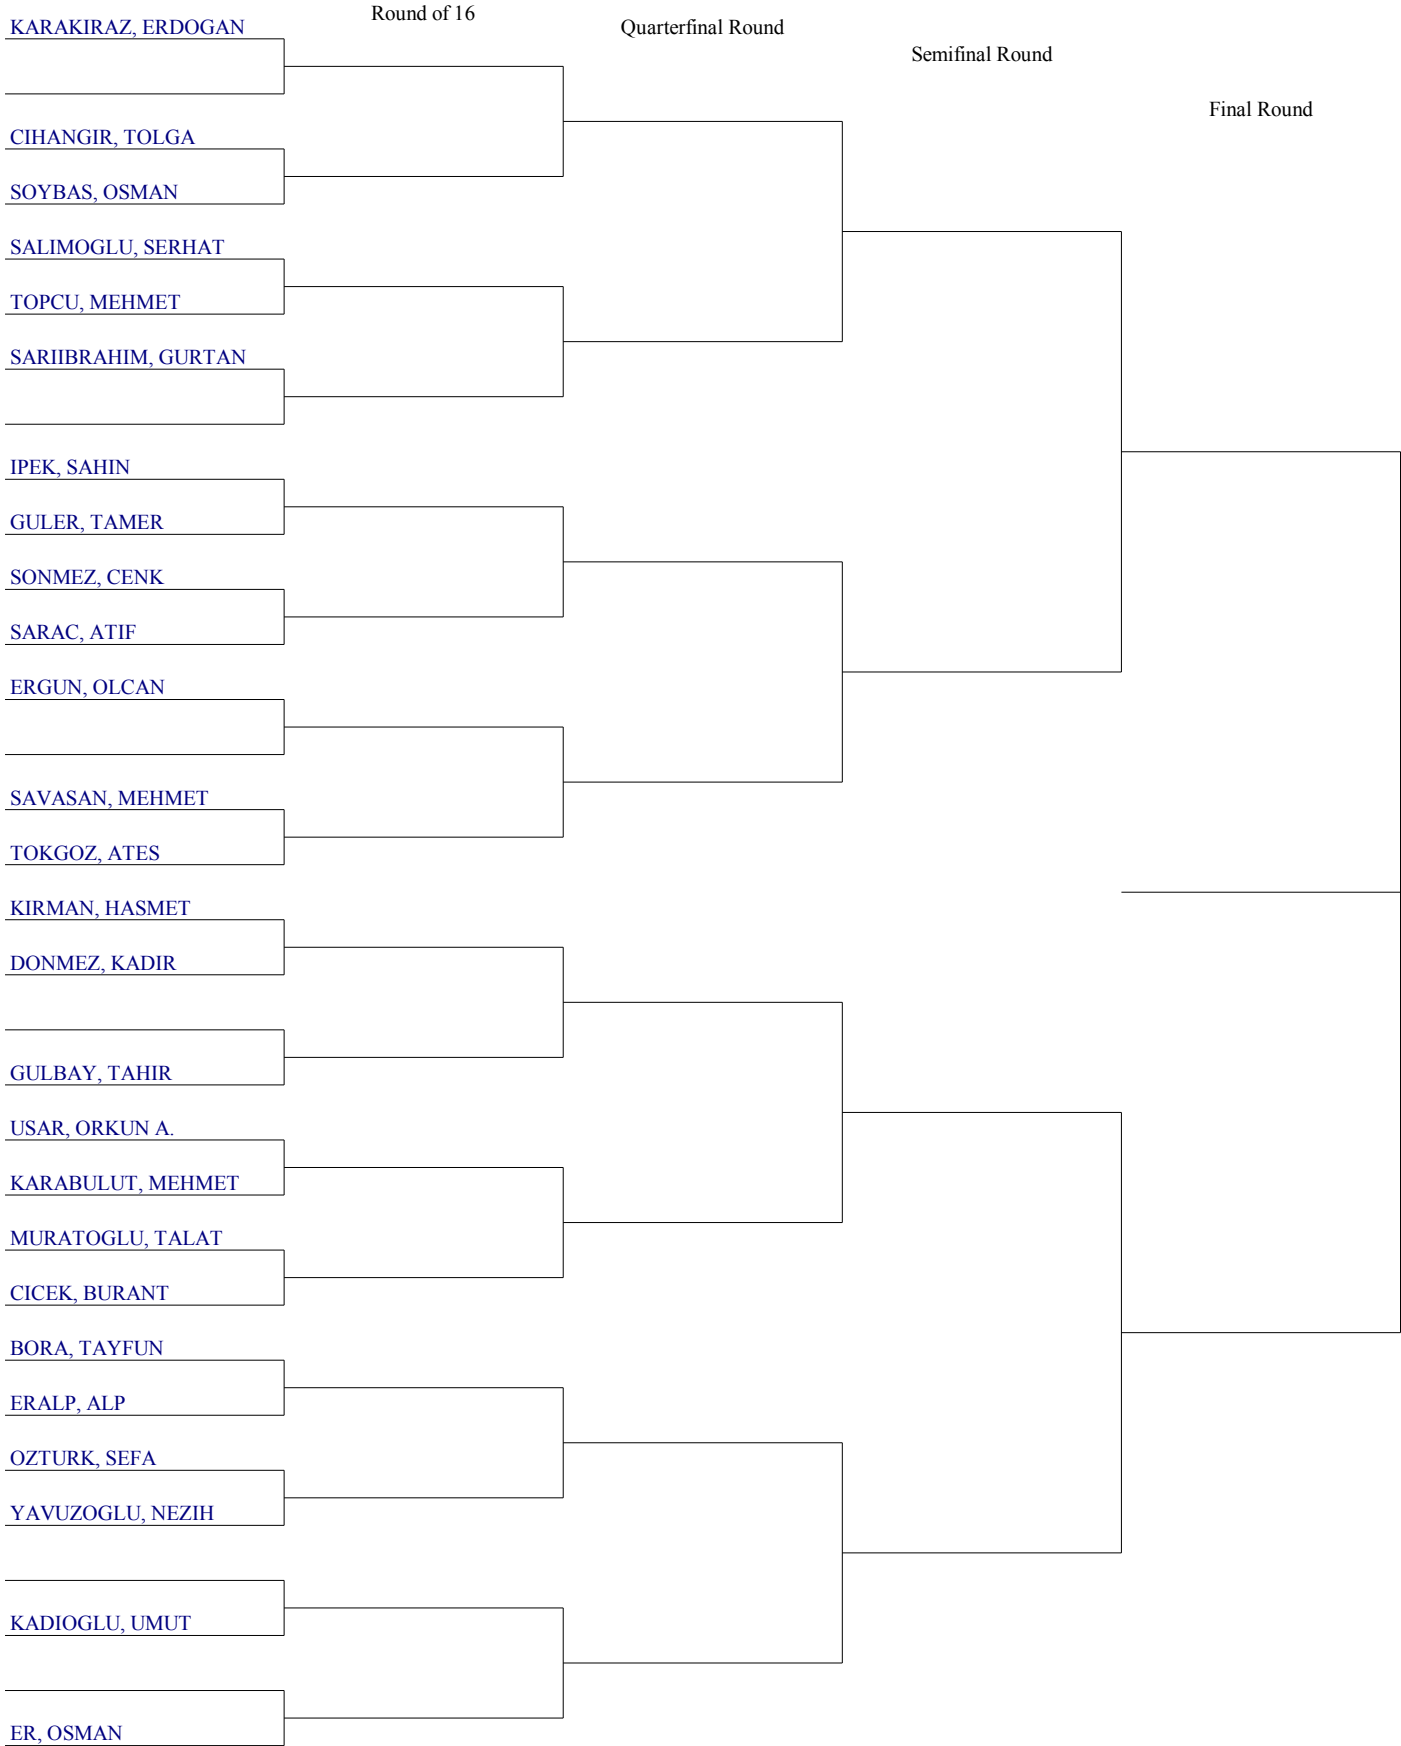 Round of 16
Quarterfinal Round
Semifinal Round
Final Round
KARAKIRAZ, ERDOGAN
CIHANGIR, TOLGA
SOYBAS, OSMAN
SALIMOGLU, SERHAT
TOPCU, MEHMET
SARIIBRAHIM, GURTAN
IPEK, SAHIN
GULER, TAMER
SONMEZ, CENK
SARAC, ATIF
ERGUN, OLCAN
SAVASAN, MEHMET
TOKGOZ, ATES
KIRMAN, HASMET
DONMEZ, KADIR
GULBAY, TAHIR
USAR, ORKUN A.
KARABULUT, MEHMET
MURATOGLU, TALAT
CICEK, BURANT
BORA, TAYFUN
ERALP, ALP
OZTURK, SEFA
YAVUZOGLU, NEZIH
KADIOGLU, UMUT
ER, OSMAN